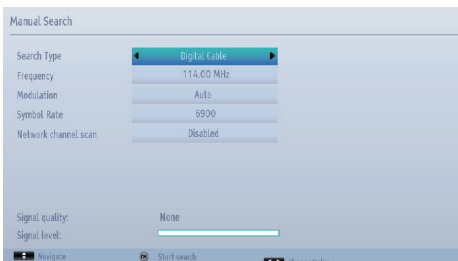 Manual Search
Search Type Digital Cable
Frequency 114.00 MHz
Modulation Auto
Symbol Rate 6900
Network channel scan Disabled
Signal quality: None
Signal level:
Navigate OK Start search